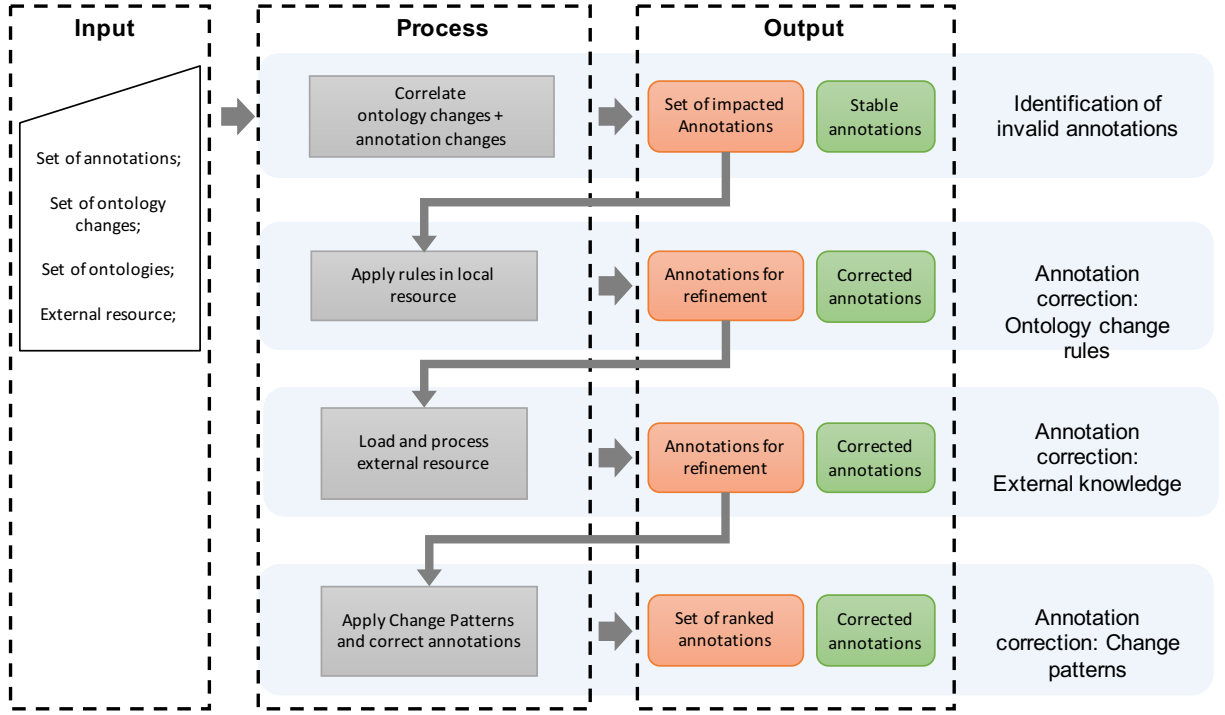 Input
Process
Output
Set of annotations;
Set of ontology
changes;
Set of ontologies;
External resource;
Correlate
ontology changes +
annotation changes
Set of impacted
Annotations
Stable
annotations
Identification of
invalid annotations
Apply rules in local
resource
Annotations for
refinement
Corrected
annotations
Annotation
correction:
Ontology change
rules
Load and process
external resource
Annotations for
refinement
Corrected
annotations
Annotation
correction:
External knowledge
Apply Change Patterns
and correct annotations
Set of ranked
annotations
Corrected
annotations
Annotation
correction: Change
patterns